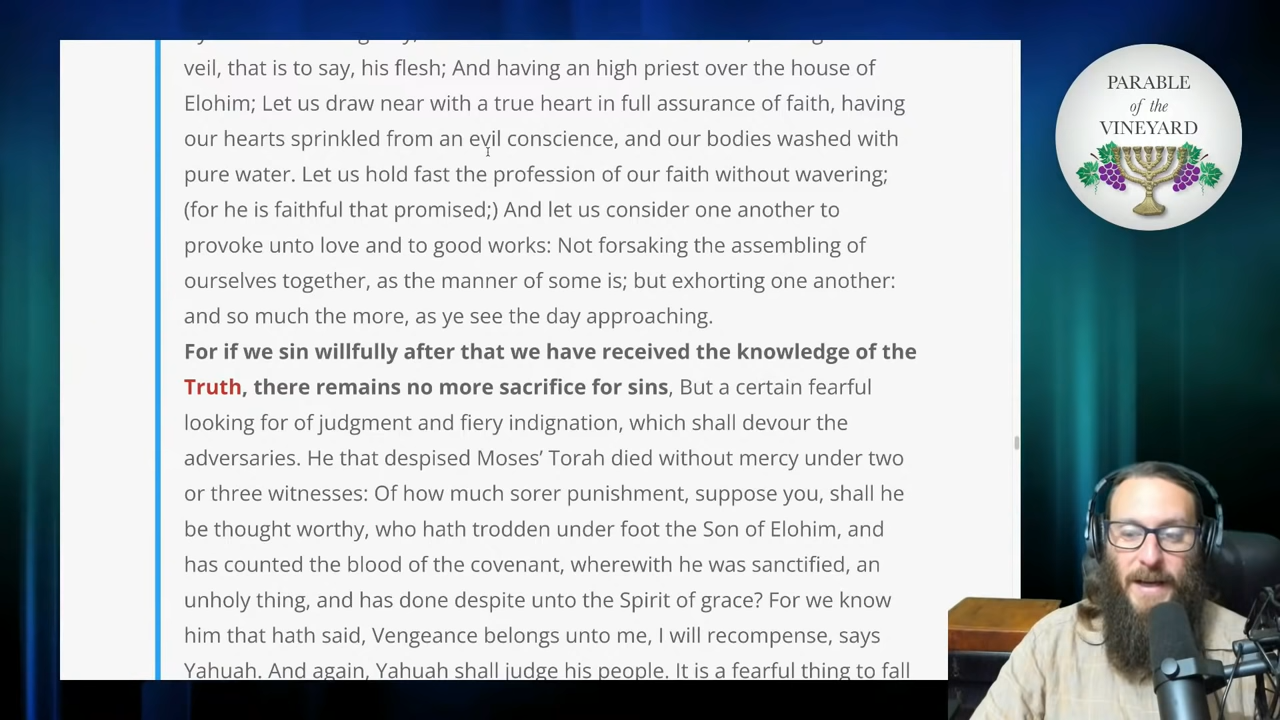 veil, that is to say, his flesh; And having an high priest over the house of
Elohim; Let us draw near with a true heart in full assurance of faith, having
our hearts sprinkled from an evil conscience, and our bodies washed with
pure water. Let us hold fast the profession of our faith without wavering;
(for he is faithful that promised;) And let us consider one another to
provoke unto love and to good works: Not forsaking the assembling of
ourselves together, as the manner of some is; but exhorting one another:
and so much the more, as ye see the day approaching.
For if we sin willfully after that we have received the knowledge of the
Truth, there remains no more sacrifice for sins, But a certain fearful
looking for of judgment and fiery indignation, which shall devour the
adversaries. He that despised Moses’ Torah died without mercy under two
or three witnesses: Of how much sorer punishment, suppose you, shall he
be thought worthy, who hath trodden under foot the Son of Elohim, and
has counted the blood of the covenant, wherewith he was sanctified, an
unholy thing, and has done despite unto the Spirit of grace? For we know
him that hath said, Vengeance belongs unto me, I will recompense, says
Yahuah. And again, Yahuah shall judge his people. It is a fearful thing to fall
PARABLE
of the
VINEYARD